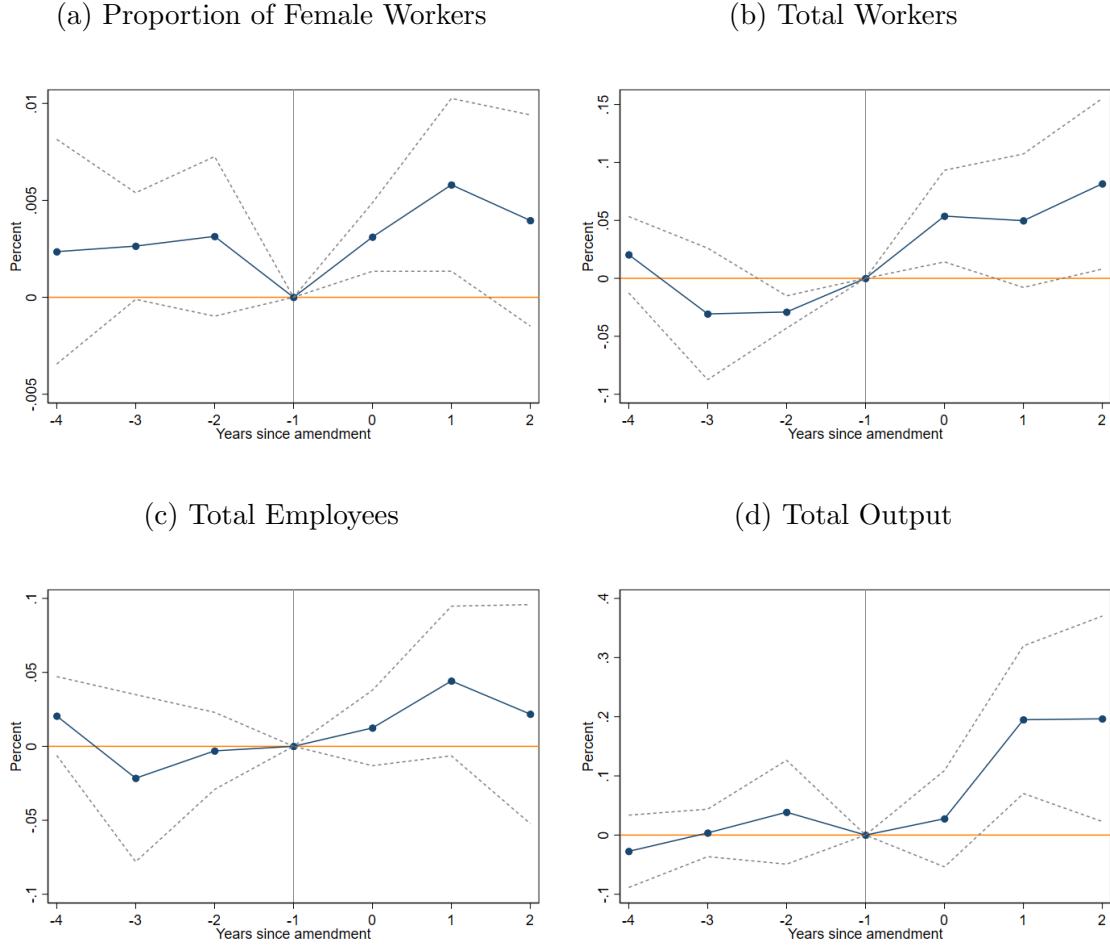 (a) Proportion of Female Workers
.01
.005
0
-.005
Percent
-4 -3 -2 -1 0 1 2
Years since amendment
(b) Total Workers
.15
.1
.05
0
-.05
-.1
Percent
-4 -3 -2 -1 0 1 2
Years since amendment
(c) Total Employees
.1
.05
0
-.05
-.1
Percent
-4 -3 -2 -1 0 1 2
Years since amendment
(d) Total Output
.4
.3
.2
.1
0
-.1
Percent
-4 -3 -2 -1 0 1 2
Years since amendment